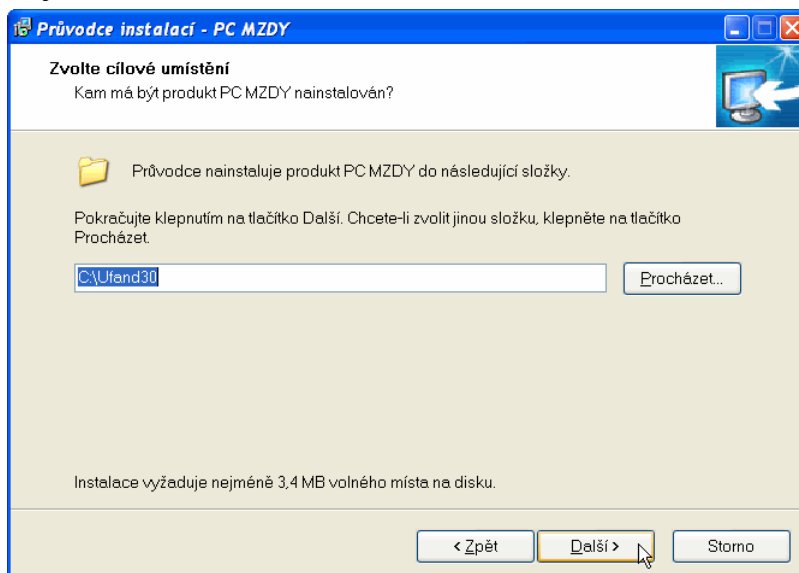 Průvodce instalací - PC MZDY
Zvolte cílové umístění
Kam má být produkt PC MZDY nainstalován?
Průvodce nainstaluje produkt PC MZDY do následující složky.
Pokračujte klepnutím na tlačítko Další. Chcete-li zvolit jinou složku, klepněte na tlačítko
Procházet.
C:\Ufand30
Procházet...
Instalace vyžaduje nejméně 3,4 MB volného místa na disku.
< Zpět
Další >
Storno